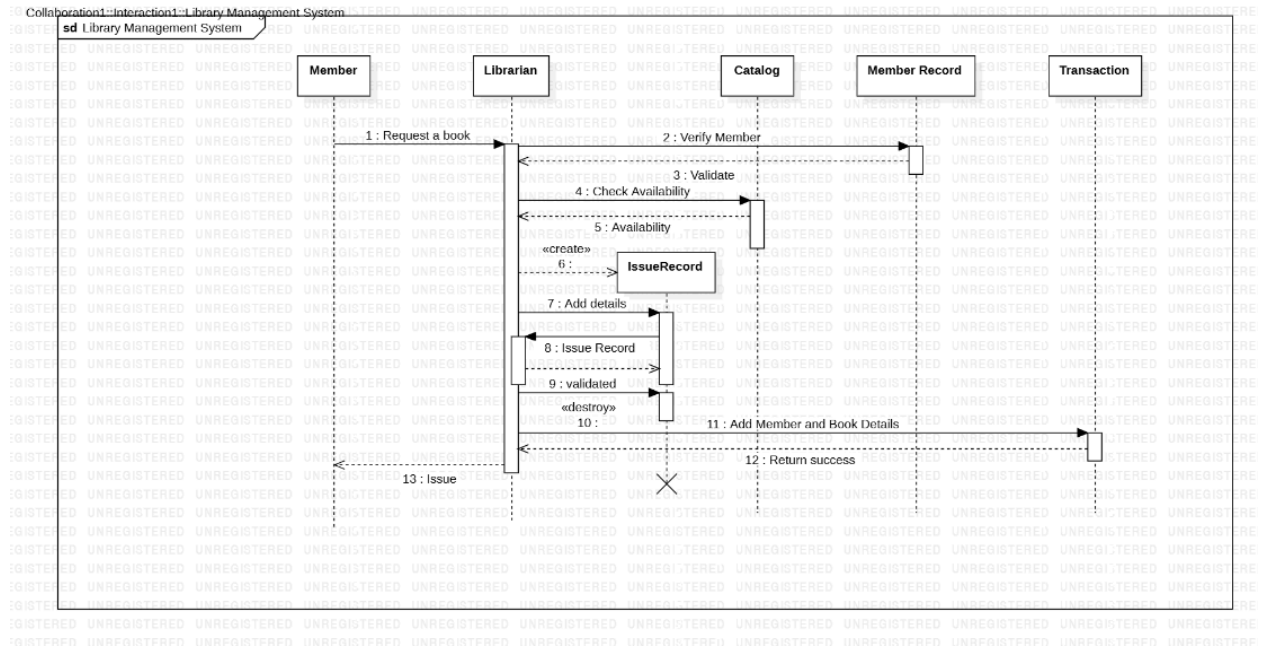 Collaboration1::Interaction1::Library Management System
sd Library Management System
Member
Librarian
Catalog
Member Record
Transaction
1 : Request a book
2 : Verify Member
3 : Validate
4 : Check Availability
5 : Availability
«create»
6 :
IssueRecord
7 : Add details
8 : Issue Record
9 : validated
«destroy»
10 :
11 : Add Member and Book Details
12 : Return success
13 : Issue
UNREGISTERED